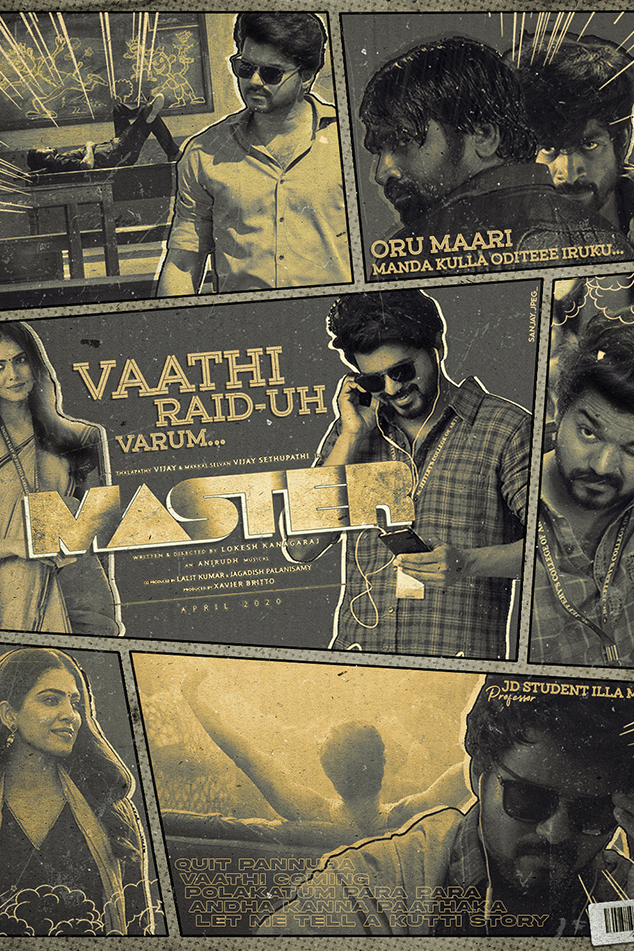 ORU MAARI
MANDA KULLA ODITEEE IRUKU...
SANJAY.JPEG
VAATHI
RAID-UH
VARUM...
THALAPATHY VIJAY & MAKKAL SELVAN VIJAY SETHUPATHI
MASTER
WRITTEN & DIRECTED BY LOKESH KANAGARAJ
AN ANIRUDH MUSICAL
CO PRODUCED BY LALIT KUMAR & JAGADISH PALANISAMY
PRODUCED BY XAVIER BRITTO
APRIL 2020
JD STUDENT ILLA M
Professor
QUIT PANNUDA
VAATHI COMING
POLAKATUM PARA PARA
ANDHA KANNA PAATHAKA
LET ME TELL A KUTTI STORY